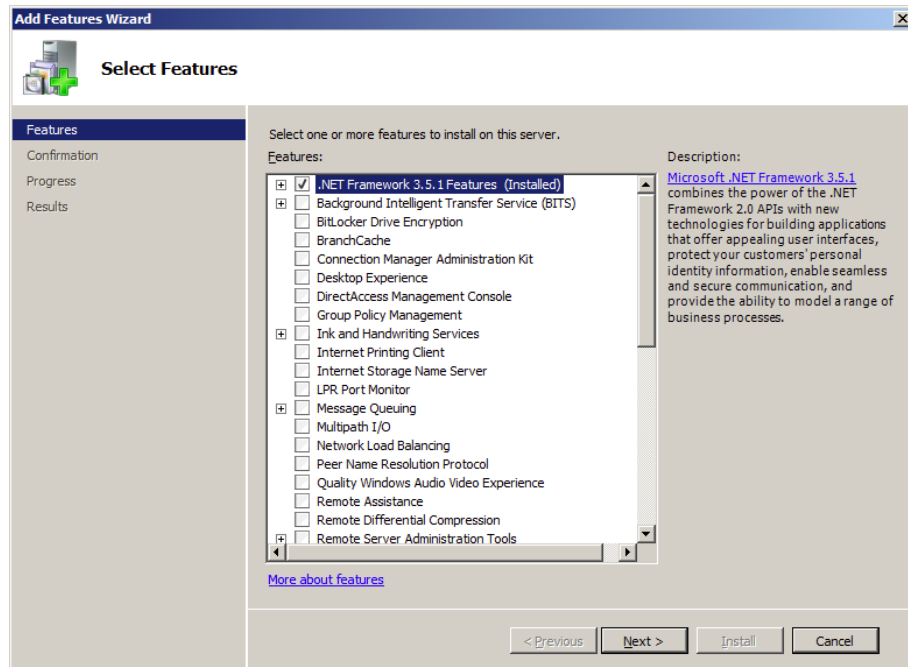 Add Features Wizard
Select Features
Features
Confirmation
Progress
Results
Select one or more features to install on this server.
Features:
.NET Framework 3.5.1 Features (Installed)
Background Intelligent Transfer Service (BITS)
BitLocker Drive Encryption
BranchCache
Connection Manager Administration Kit
Desktop Experience
DirectAccess Management Console
Group Policy Management
Ink and Handwriting Services
Internet Printing Client
Internet Storage Name Server
LPR Port Monitor
Message Queuing
Multipath I/O
Network Load Balancing
Peer Name Resolution Protocol
Quality Windows Audio Video Experience
Remote Assistance
Remote Differential Compression
Remote Server Administration Tools
More about features
Description:
Microsoft .NET Framework 3.5.1
combines the power of the .NET
Framework 2.0 APIs with new
technologies for building applications
that offer appealing user interfaces,
protect your customers' personal
identity information, enable seamless
and secure communication, and
provide the ability to model a range of
business processes.
< Previous
Next >
Install
Cancel